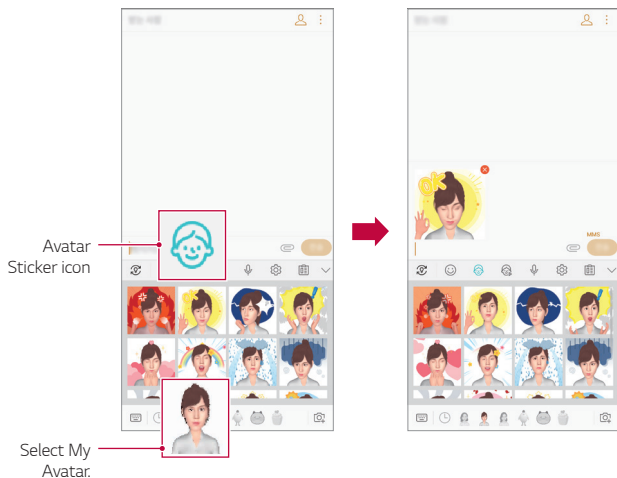 OK
MMS
Avatar
Sticker icon
Select My
Avatar.